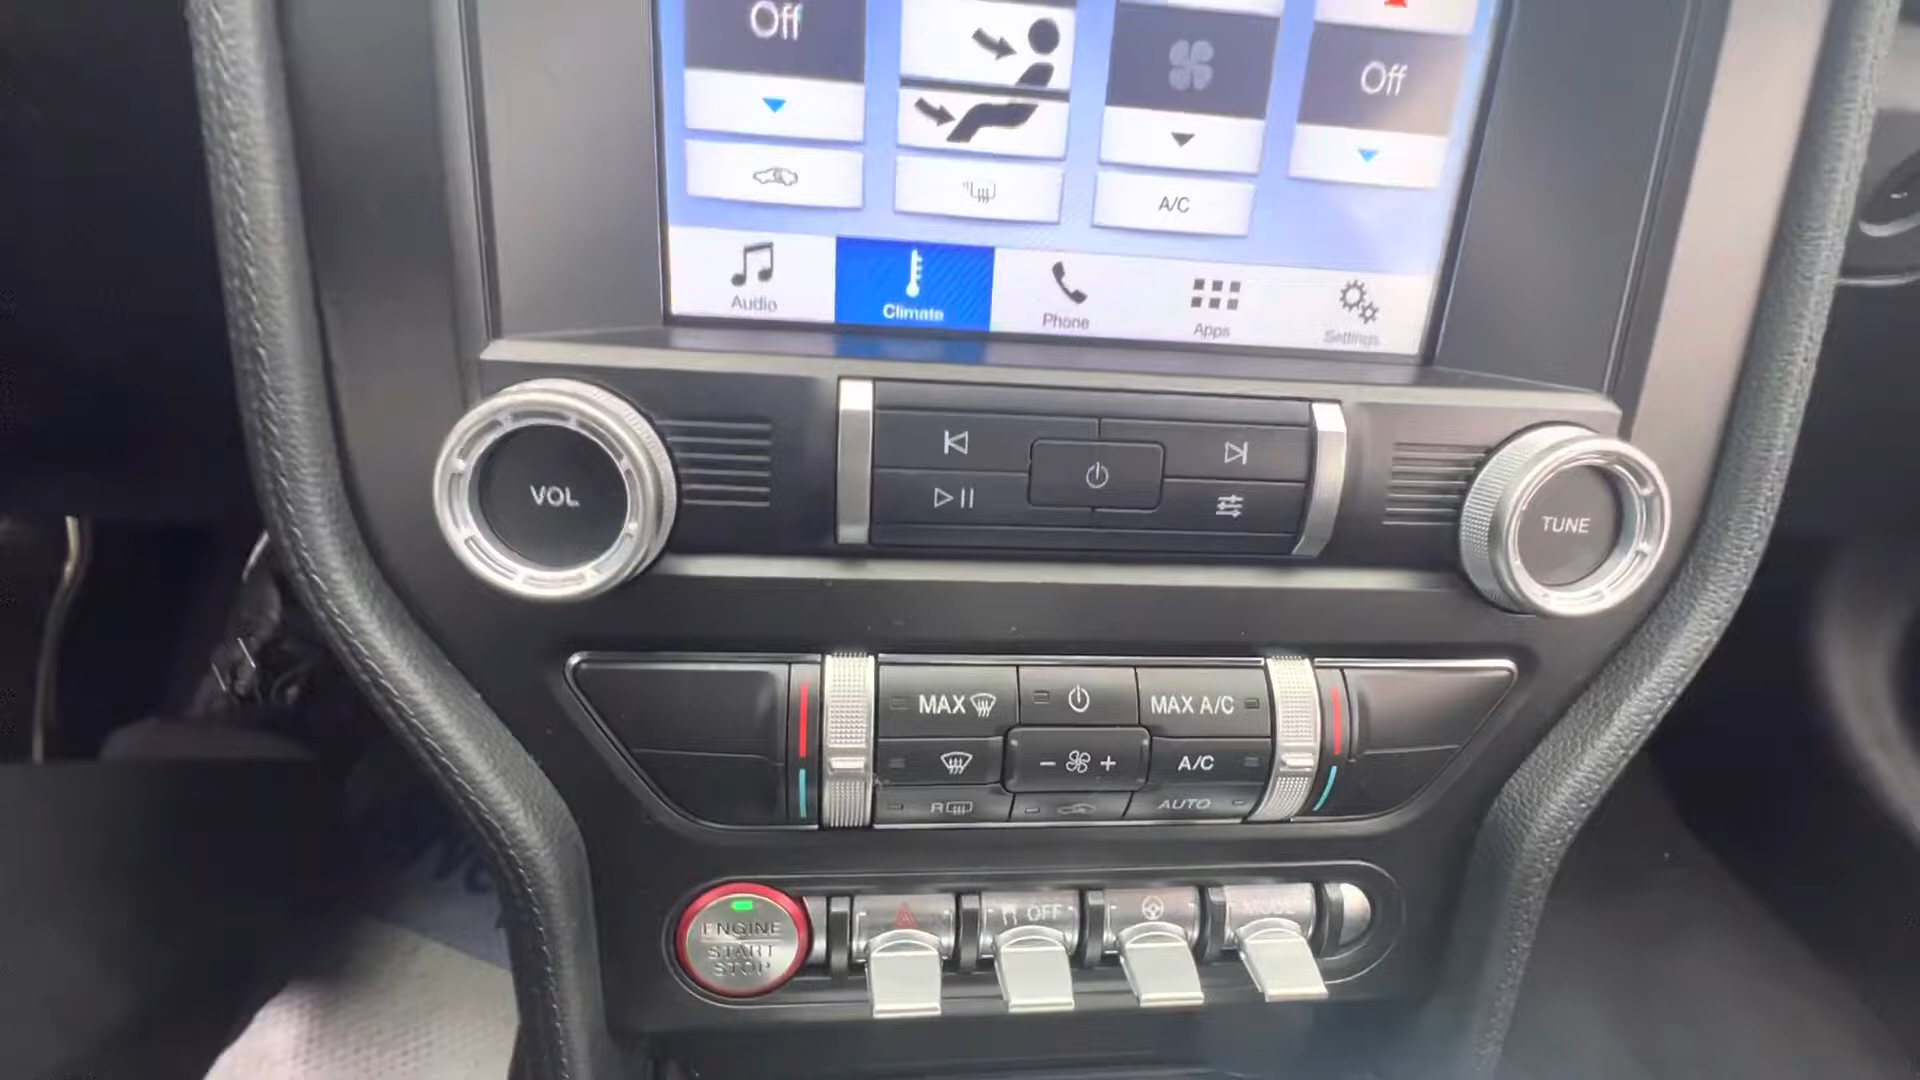 Off
Off
A/C
Audio
Climate
Phone
Apps
Settings
VOL
TUNE
MAX
MAX A/C
- +
A/C
R
AUTO
ENGINE
START
STOP
OFF
MODE